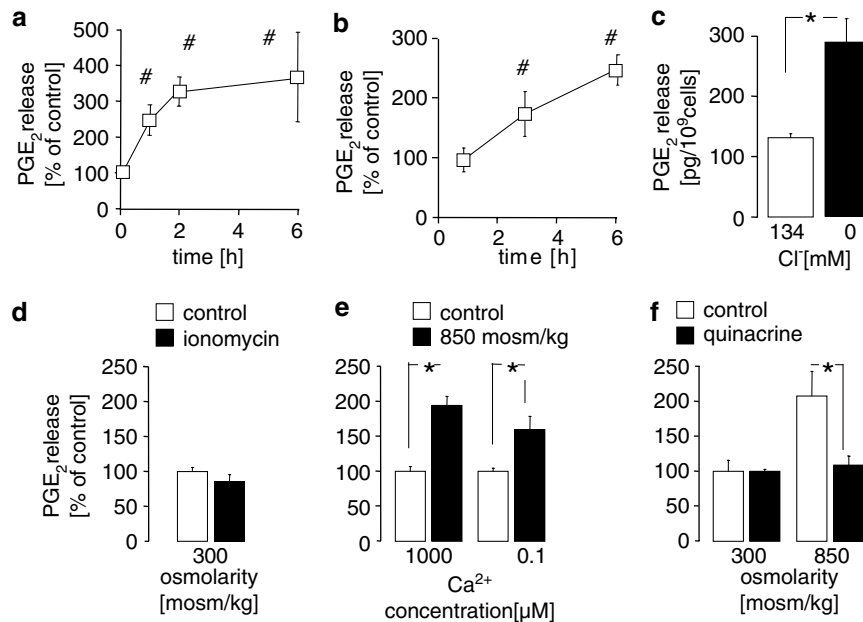 a
PGE2 release
[% of control]
500
400
300
200
100
0
#
#
#
0 2 4 6
time [h]
b
PGE2 release
[% of control]
300
200
100
0
#
#
0 2 4 6
time [h]
c
PGE2 release
[pg/10⁹cells]
300
200
100
0
*
134 0
Cl⁻[mM]
d
control
ionomycin
PGE2 release
[% of control]
250
200
150
100
50
0
300
osmolarity
[mosm/kg]
e
control
850 mosm/kg
250
200
150
100
50
0
* *
1000 0.1
Ca²⁺
concentration[µM]
f
control
quinacrine
250
200
150
100
50
0
*
300 850
osmolarity
[mosm/kg]